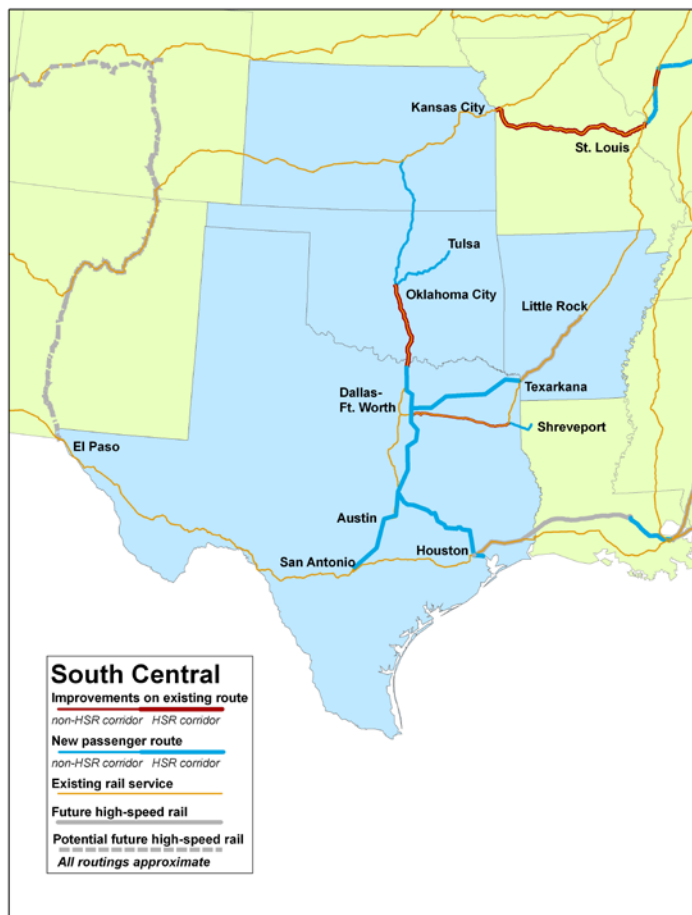 Kansas City
St. Louis
Tulsa
Oklahoma City
Little Rock
Dallas-
Ft. Worth
Texarkana
Shreveport
El Paso
Austin
San Antonio
Houston
South Central
Improvements on existing route
non-HSR corridor HSR corridor
New passenger route
non-HSR corridor HSR corridor
Existing rail service
Future high-speed rail
Potential future high-speed rail
All routings approximate